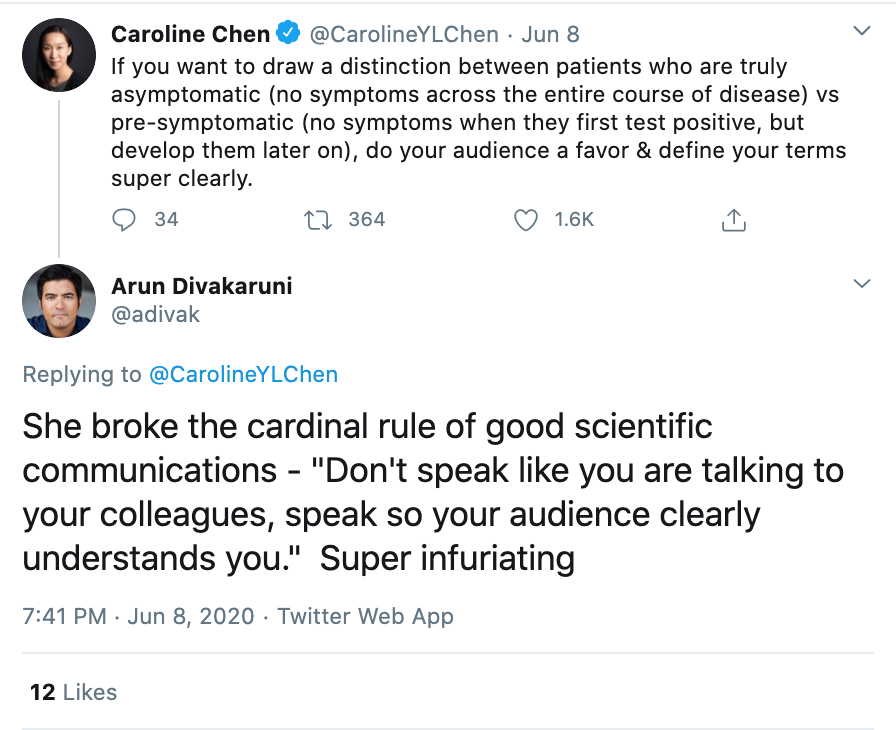 Caroline Chen @CarolineYLChen · Jun 8
If you want to draw a distinction between patients who are truly
asymptomatic (no symptoms across the entire course of disease) vs
pre-symptomatic (no symptoms when they first test positive, but
develop them later on), do your audience a favor & define your terms
super clearly.
34 364 1.6K
Arun Divakaruni
@adivak
Replying to @CarolineYLChen
She broke the cardinal rule of good scientific
communications - "Don't speak like you are talking to
your colleagues, speak so your audience clearly
understands you."  Super infuriating
7:41 PM · Jun 8, 2020 · Twitter Web App
12 Likes